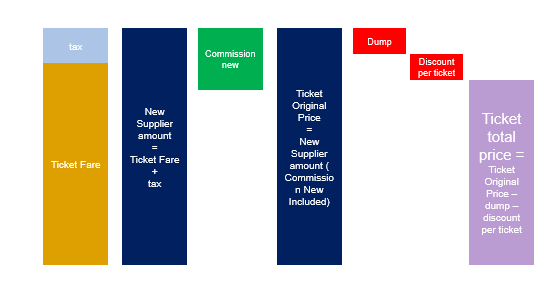 tax
Ticket Fare
New
Supplier
amount
=
Ticket Fare
+
tax
Commission
new
Ticket
Original
Price
=
New
Supplier
amount (
Commissio
n New
Included)
Dump
Discount
per ticket
Ticket
total
price =
Ticket
Original
Price –
dump –
discount
per ticket